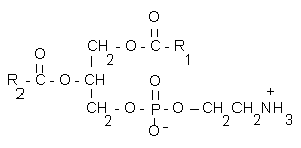 O
CH2-O-C-R1
O
R2-C-O-CH
O
CH2-O-P-O-CH2CH2NH3+
O-